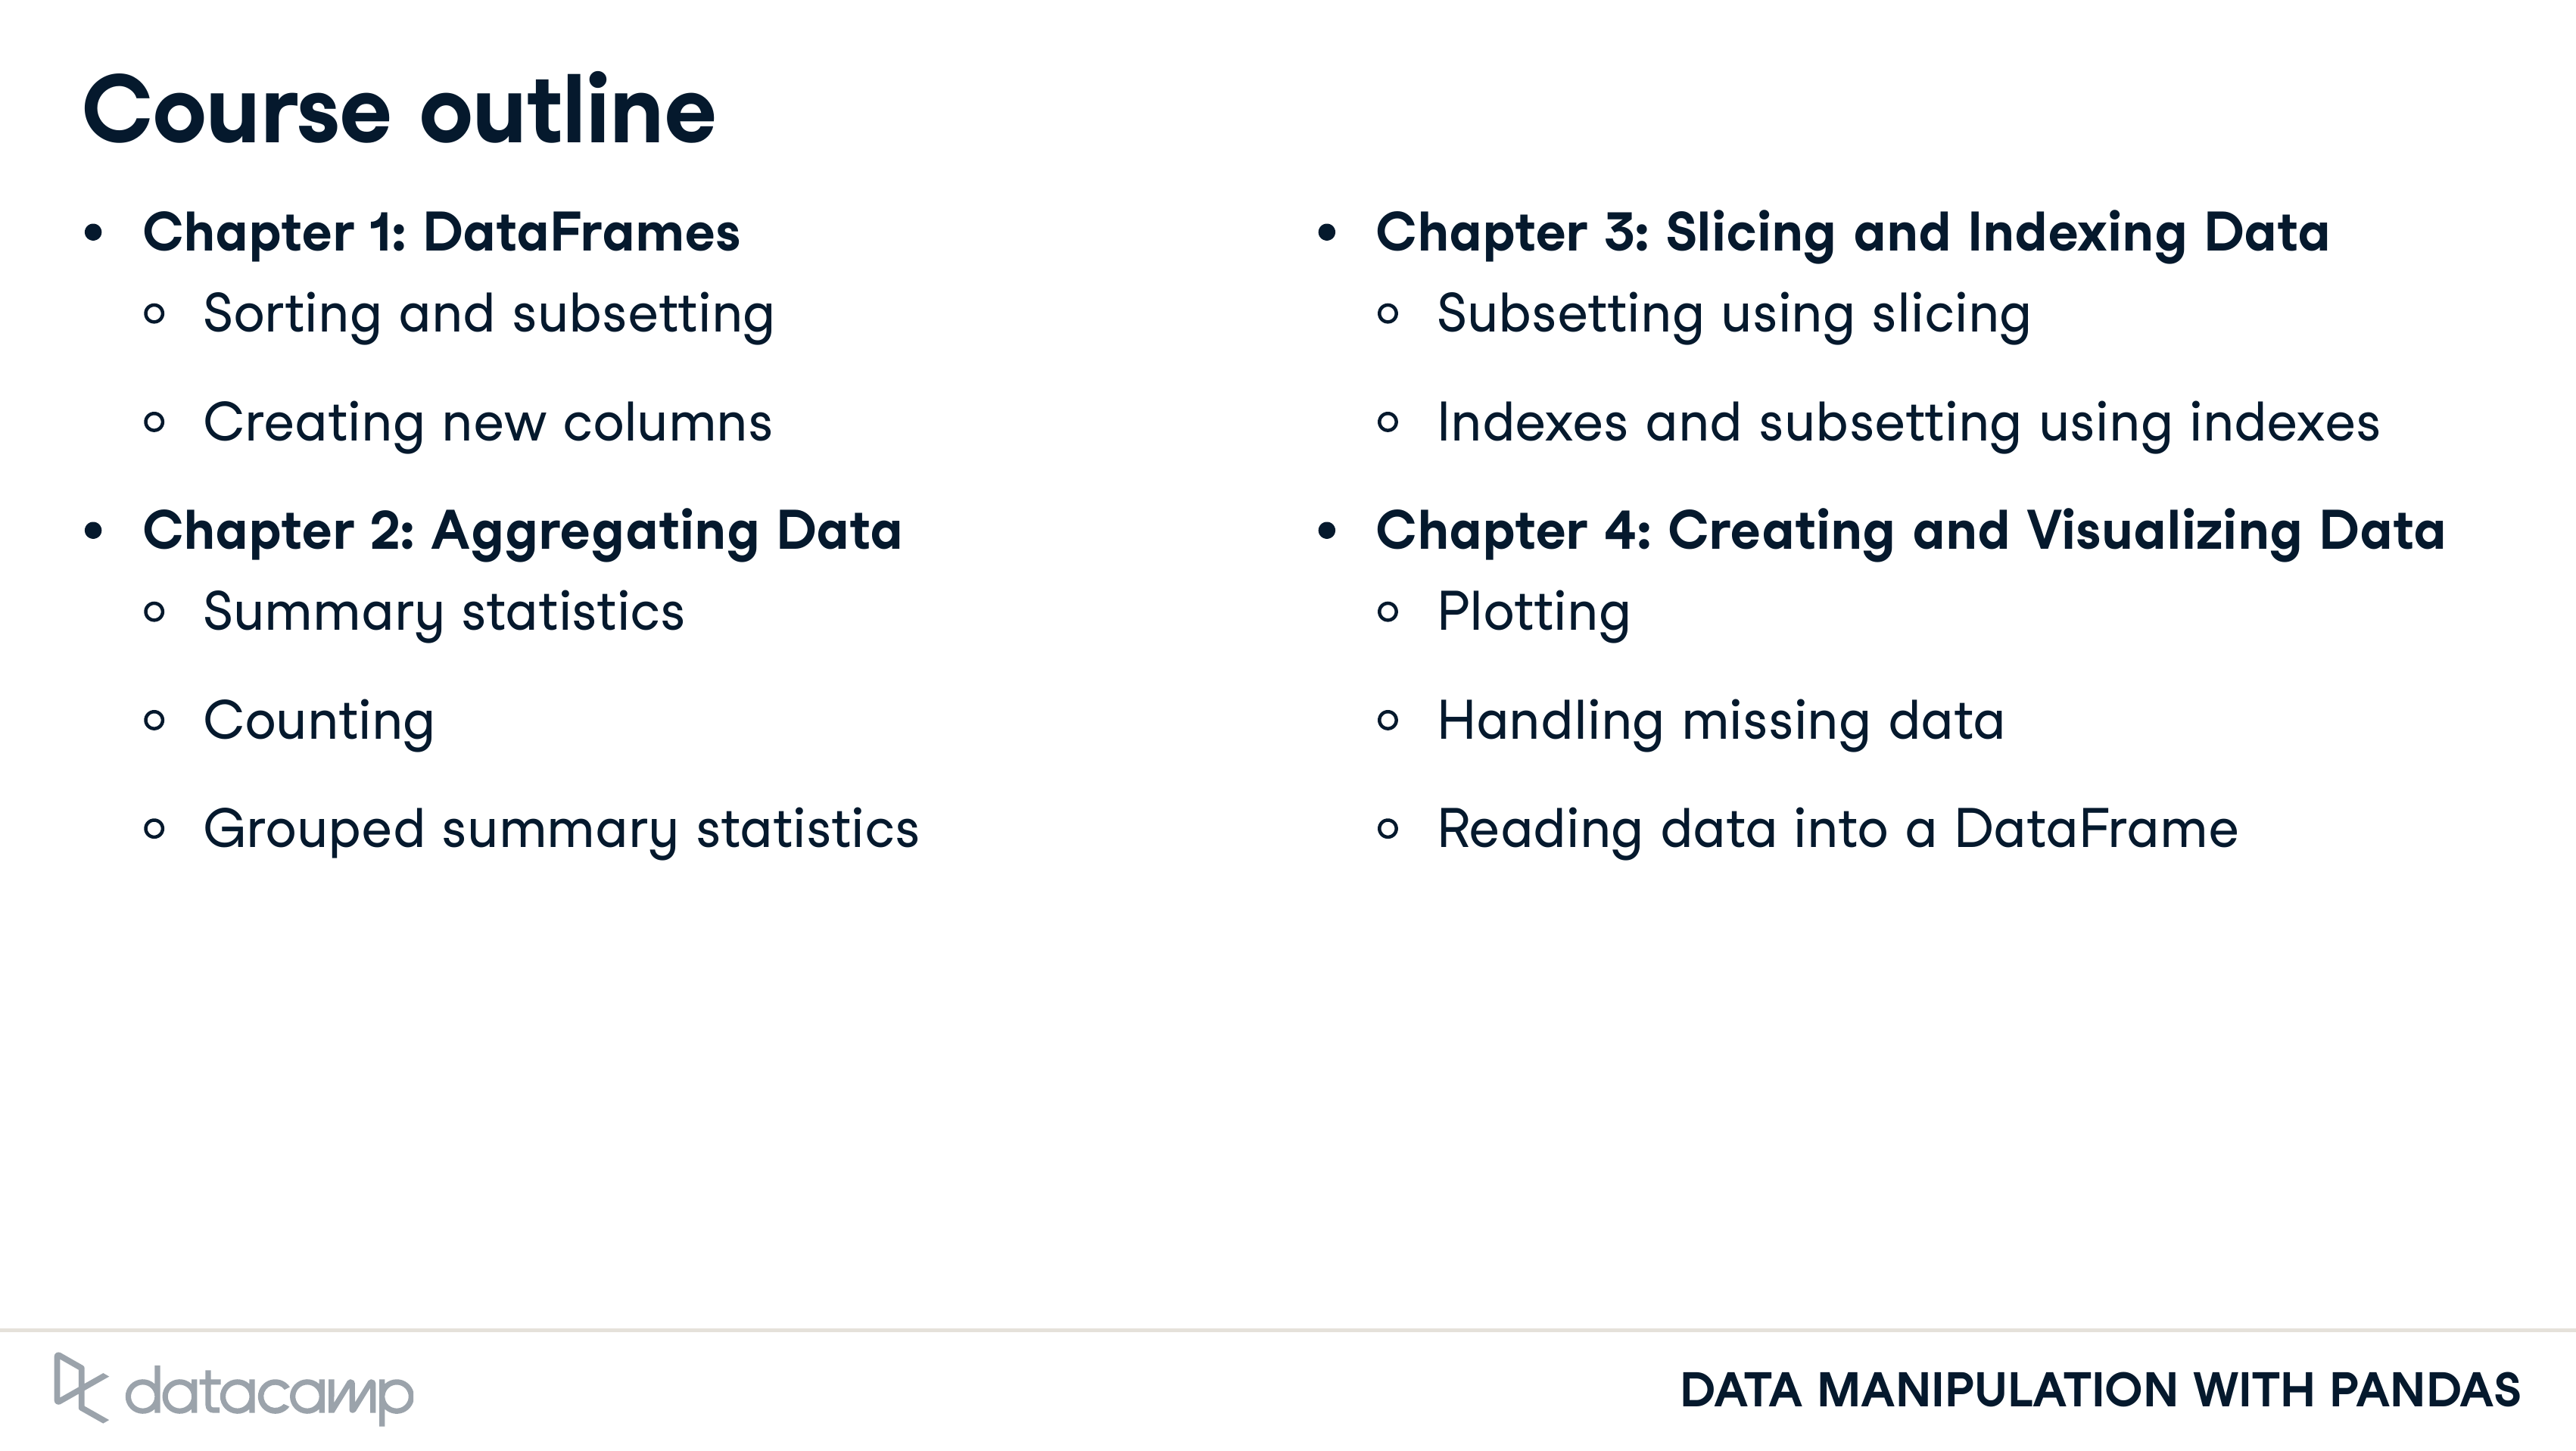 Course outline
• Chapter 1: DataFrames
○ Sorting and subsetting
○ Creating new columns
• Chapter 2: Aggregating Data
○ Summary statistics
○ Counting
○ Grouped summary statistics
• Chapter 3: Slicing and Indexing Data
○ Subsetting using slicing
○ Indexes and subsetting using indexes
• Chapter 4: Creating and Visualizing Data
○ Plotting
○ Handling missing data
○ Reading data into a DataFrame
datacamp
DATA MANIPULATION WITH PANDAS